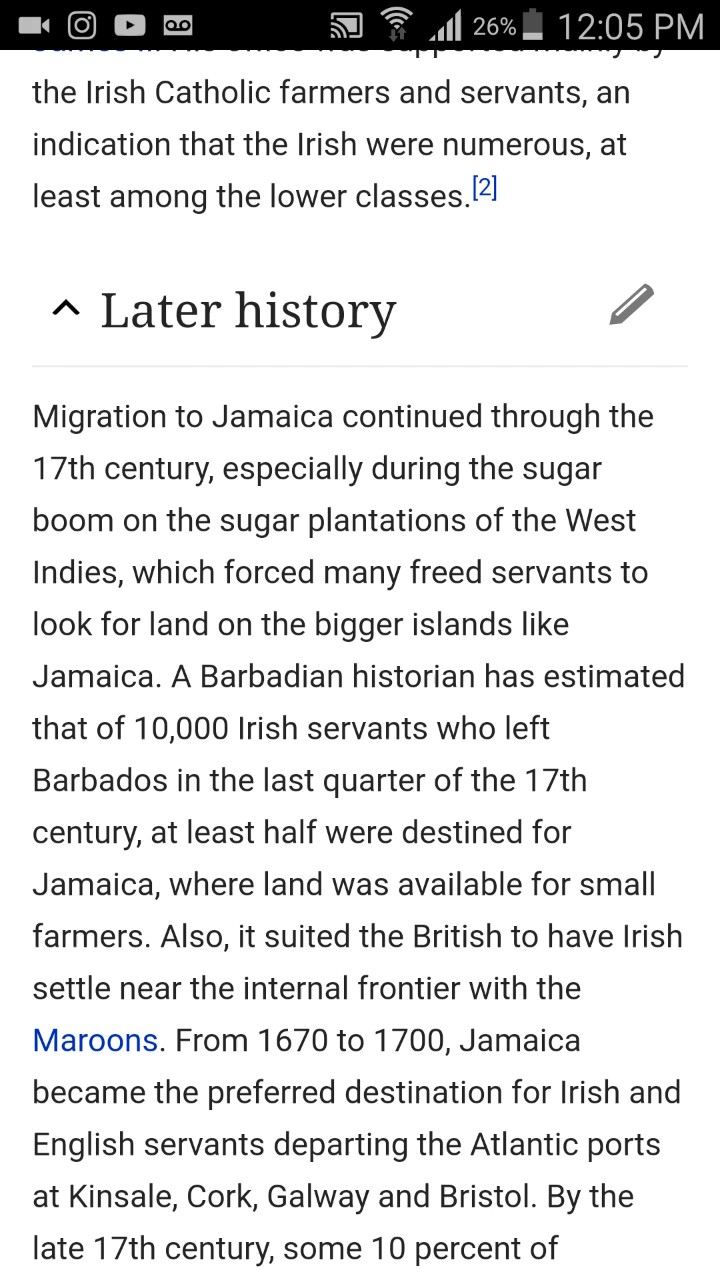 26% 12:05 PM
the Irish Catholic farmers and servants, an
indication that the Irish were numerous, at
least among the lower classes.[2]
Later history
Migration to Jamaica continued through the
17th century, especially during the sugar
boom on the sugar plantations of the West
Indies, which forced many freed servants to
look for land on the bigger islands like
Jamaica. A Barbadian historian has estimated
that of 10,000 Irish servants who left
Barbados in the last quarter of the 17th
century, at least half were destined for
Jamaica, where land was available for small
farmers. Also, it suited the British to have Irish
settle near the internal frontier with the
Maroons. From 1670 to 1700, Jamaica
became the preferred destination for Irish and
English servants departing the Atlantic ports
at Kinsale, Cork, Galway and Bristol. By the
late 17th century, some 10 percent of